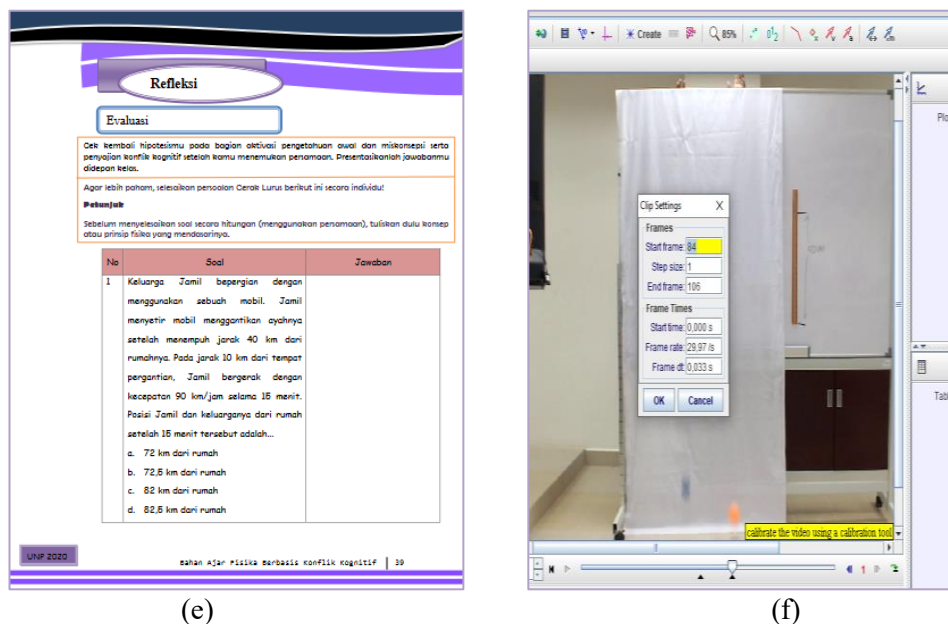 Refleksi
Evaluasi
Cek kembali hipotesismu pada bagian aktivasi pengetahuan awal dan miskonsepsi serta
penyajian konflik kognitif setelah kamu menemukan persamaan. Presentasikanlah jawabanmu
didepan kelas.
Agar lebih paham, selesaikan persoalan Gerak Lurus berikut ini secara individu!
Petunjuk
Sebelum menyelesaikan soal secara hitungan (menggunakan persamaan), tuliskan dulu konsep
atau prinsip fisika yang mendasarinya.
No Soal Jawaban
1 Keluarga Jamil bepergian dengan
menggunakan sebuah mobil. Jamil
menyetir mobil menggantikan ayahnya
setelah menempuh jarak 40 km dari
rumahnya. Pada jarak 10 km dari tempat
pergantian, Jamil bergerak dengan
kecepatan 90 km/jam selama 15 menit.
Posisi Jamil dan keluarganya dari rumah
setelah 15 menit tersebut adalah...
a. 72 km dari rumah
b. 72,5 km dari rumah
c. 82 km dari rumah
d. 82,5 km dari rumah
UNP 2020
Bahan Ajar Fisika Berbasis Konflik Kognitif | 39
(e)
Create 85%
Plo
Clip Settings X
Frames
Start frame: 84
Step size: 1
End frame: 106
Frame Times
Start time: 0,000 s
Frame rate: 29,97 /s
Frame dt: 0,033 s
OK Cancel
Tab
calibrate the video using a calibration tool
1
(f)